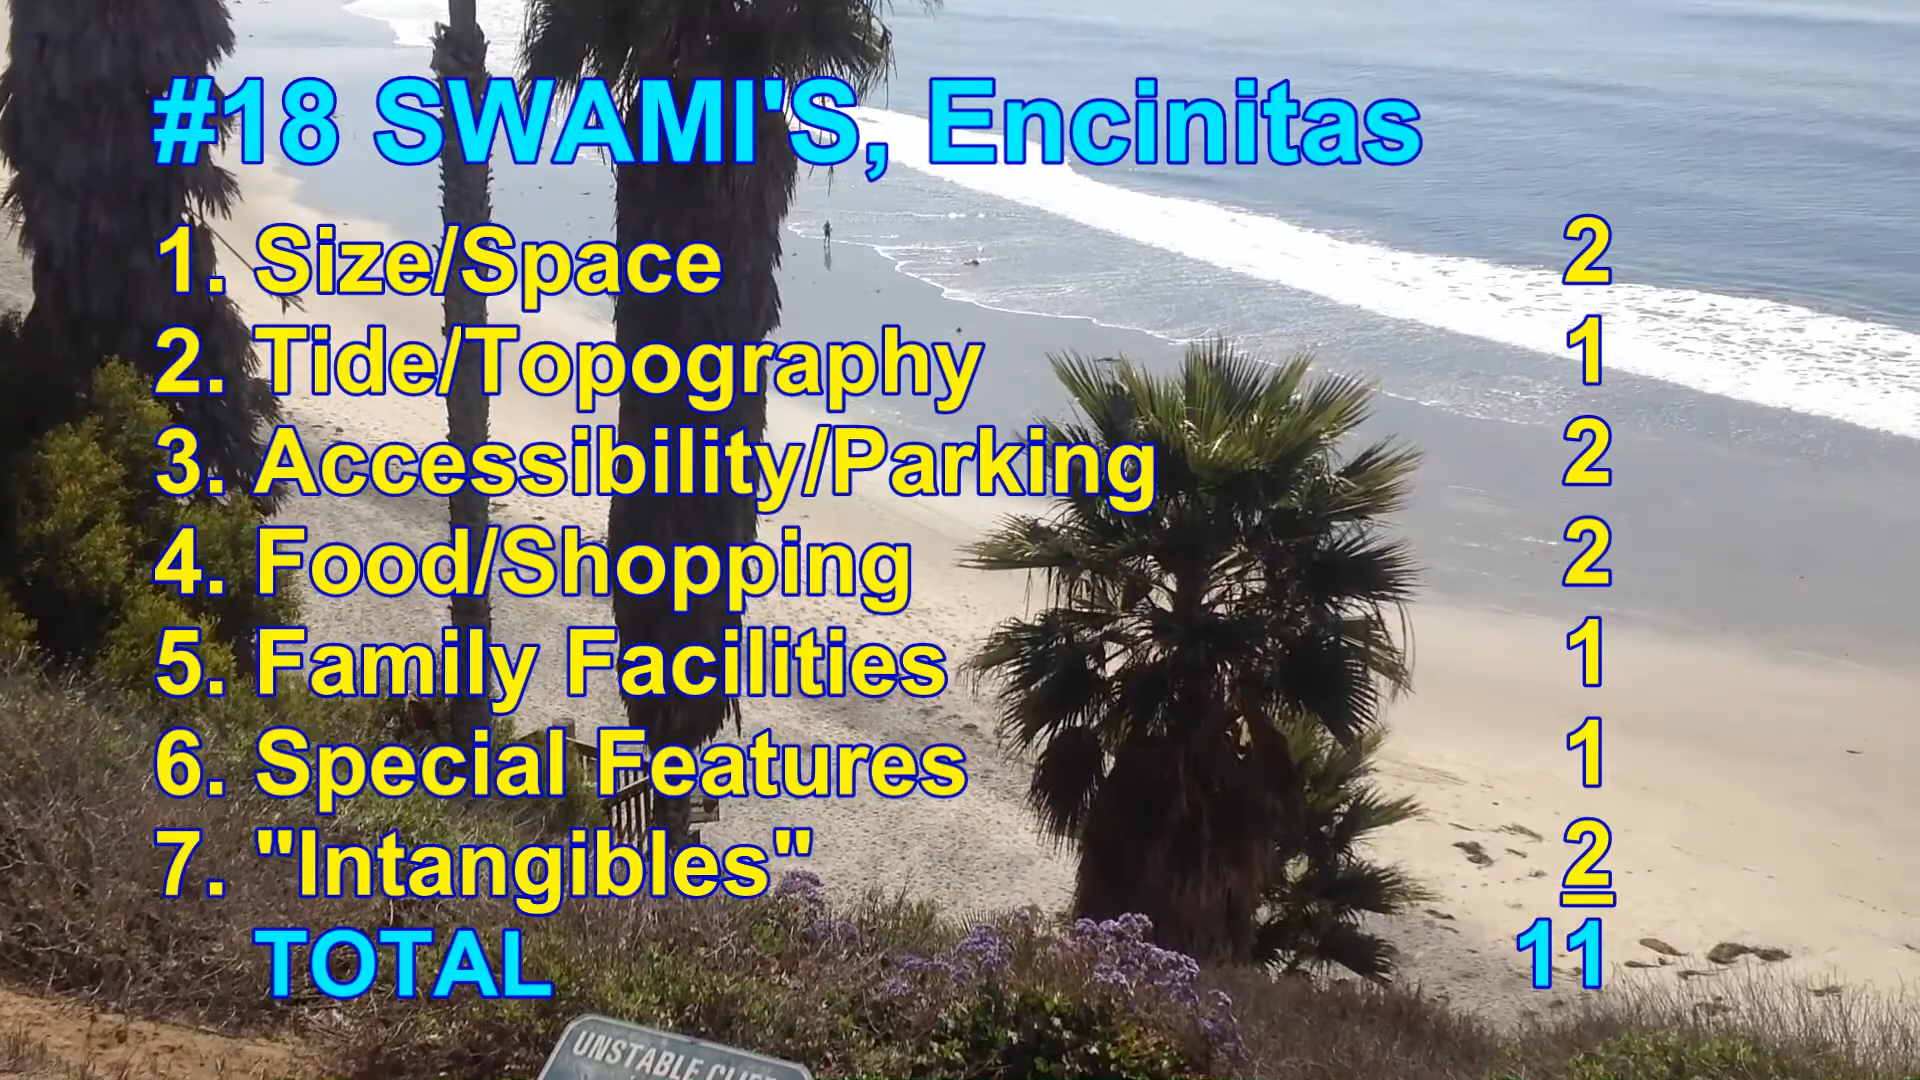 #18 SWAMI'S, Encinitas
1. Size/Space 2
2. Tide/Topography 1
3. Accessibility/Parking 2
4. Food/Shopping 2
5. Family Facilities 1
6. Special Features 1
7. "Intangibles" 2
TOTAL 11
UNSTABLE